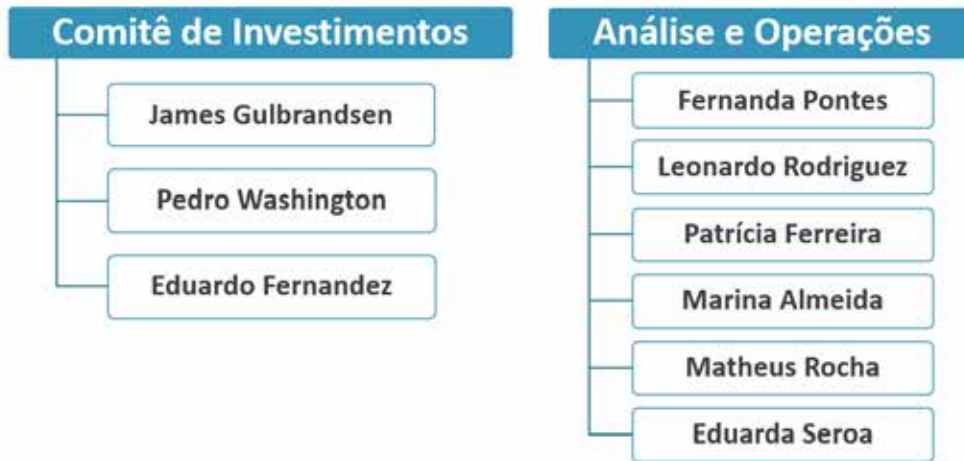 Comitê de Investimentos
James Gulbrandsen
Pedro Washington
Eduardo Fernandez
Análise e Operações
Fernanda Pontes
Leonardo Rodriguez
Patrícia Ferreira
Marina Almeida
Matheus Rocha
Eduarda Seroa